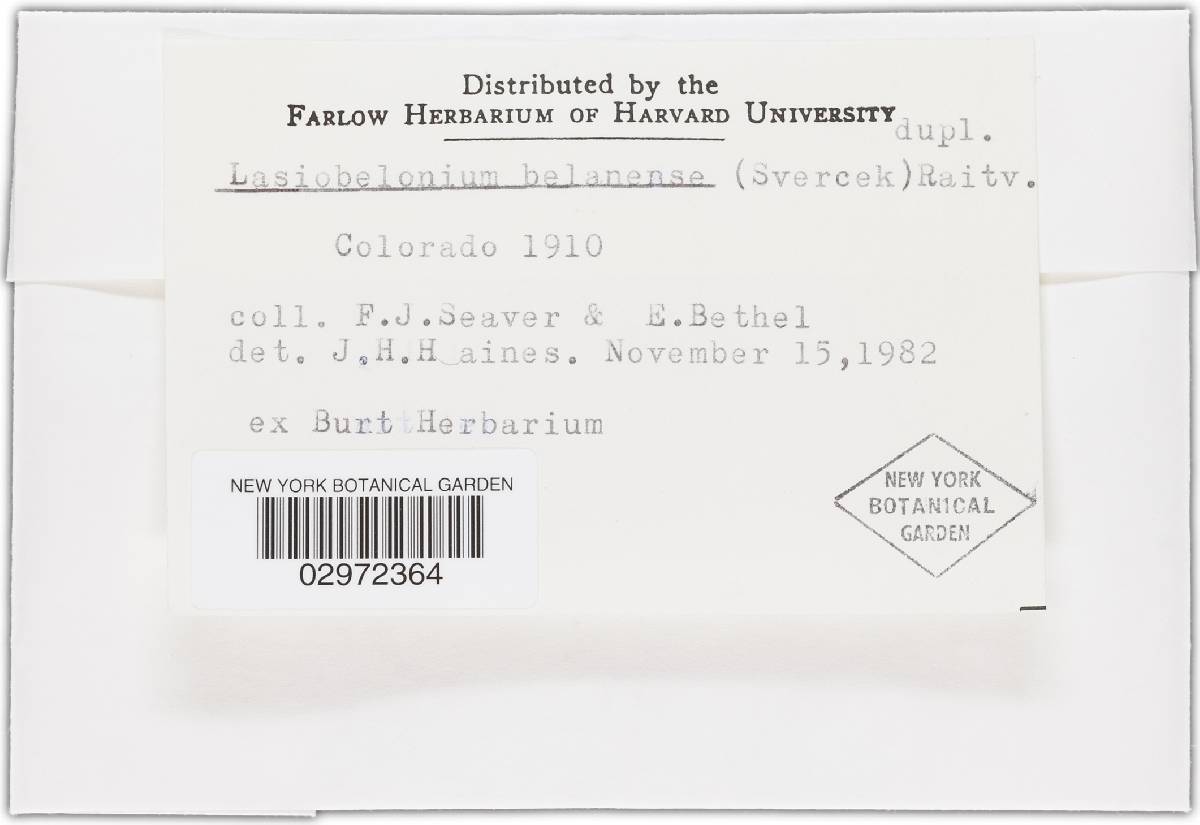 Distributed by the
FARLOW HERBARIUM OF HARVARD UNIVERSITY
dupl.
Lasiobelonium belanense (Svercek)Raitv.
Colorado 1910
coll. F.J.Seaver & E.Bethel
det. J.H.H aines. November 15,1982
ex Burt Herbarium
NEW YORK BOTANICAL GARDEN
02972364
NEW YORK
BOTANICAL
GARDEN